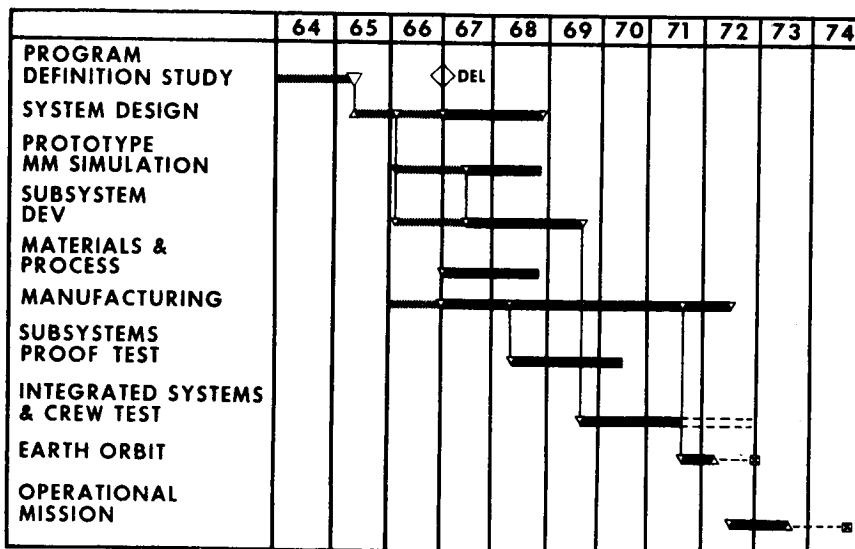 64 65 66 67 68 69 70 71 72 73 74
PROGRAM
DEFINITION STUDY
DEL
SYSTEM DESIGN
PROTOTYPE
MM SIMULATION
SUBSYSTEM
DEV
MATERIALS &
PROCESS
MANUFACTURING
SUBSYSTEMS
PROOF TEST
INTEGRATED SYSTEMS
& CREW TEST
EARTH ORBIT
OPERATIONAL
MISSION